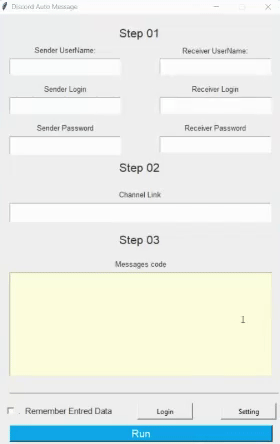 Discord Auto Message
Step 01
Sender UserName:
Receiver UserName:
Sender Login
Receiver Login
Sender Password
Receiver Password
Step 02
Channel Link
Step 03
Messages code
Remember Entred Data
Login
Setting
Run